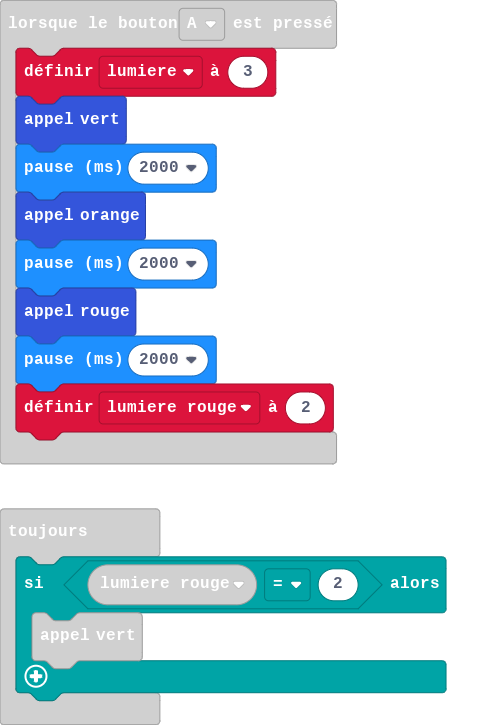 lorsque le bouton A est pressé
définir lumiere à 3
appel vert
pause (ms) 2000
appel orange
pause (ms) 2000
appel rouge
pause (ms) 2000
définir lumiere rouge à 2
toujours
si lumiere rouge = 2 alors
appel vert